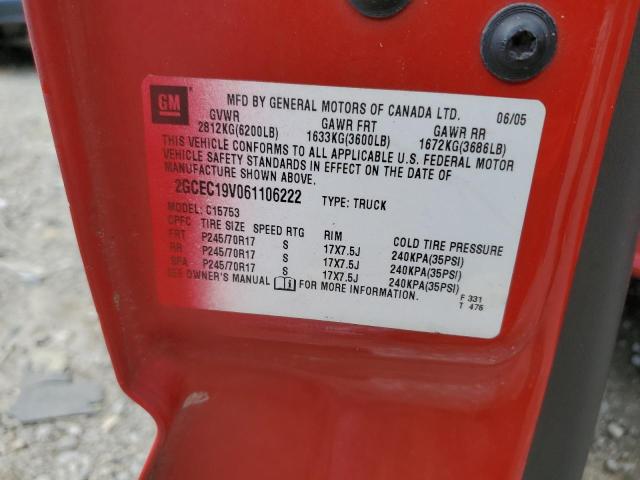 GM
MFD BY GENERAL MOTORS OF CANADA LTD. 06/05
GVWR GAWR FRT GAWR RR
2812KG(6200LB) 1633KG(3600LB) 1672KG(3686LB)
THIS VEHICLE CONFORMS TO ALL APPLICABLE U.S. FEDERAL MOTOR
VEHICLE SAFETY STANDARDS IN EFFECT ON THE DATE OF
MANUFACTURE SHOWN ABOVE.
2GCEC19V061106222 TYPE: TRUCK
MODEL: C15753
CPFC TIRE SIZE SPEED RTG RIM COLD TIRE PRESSURE
FRT P245/70R17 S 17X7.5J 240KPA(35PSI)
RR P245/70R17 S 17X7.5J 240KPA(35PSI)
SPA P245/70R17 S 17X7.5J 240KPA(35PSI)
SEE OWNER'S MANUAL FOR MORE INFORMATION.
F 331
T 476